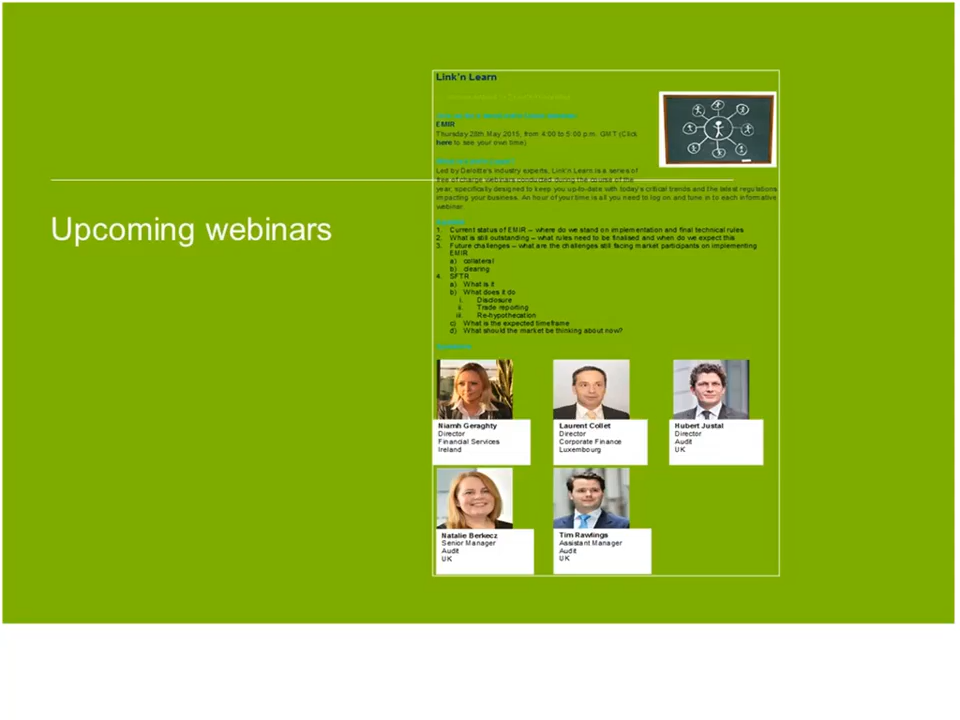 Upcoming webinars
Link'n Learn
EMIR
Thursday 28th May 2015, from 4:00 to 5:00 p.m. GMT (Click
here to see your own time)
Led by Deloitte's industry experts, Link'n Learn is a series of
free of charge webinars conducted during the course of the
year, specifically designed to keep you up-to-date with today's critical trends and the latest regulations
impacting your business. An hour of your time is all you need to log on and tune in to each informative
webinar.
1. Current status of EMIR – where do we stand on implementation and final technical rules
2. What is still outstanding – what rules need to be finalised and when do we expect this
3. Future challenges – what are the challenges still facing market participants on implementing
EMIR
a) collateral
b) clearing
4. SFTR
a) What is it
b) What does it do
i. Disclosure
ii. Trade reporting
iii. Re-hypothecation
c) What is the expected timeframe
d) What should the market be thinking about now?
Niamh Geraghty
Director
Financial Services
Ireland
Laurent Collet
Director
Corporate Finance
Luxembourg
Hubert Justal
Director
Audit
UK
Natalie Berkecz
Senior Manager
Audit
UK
Tim Rawlings
Assistant Manager
Audit
UK